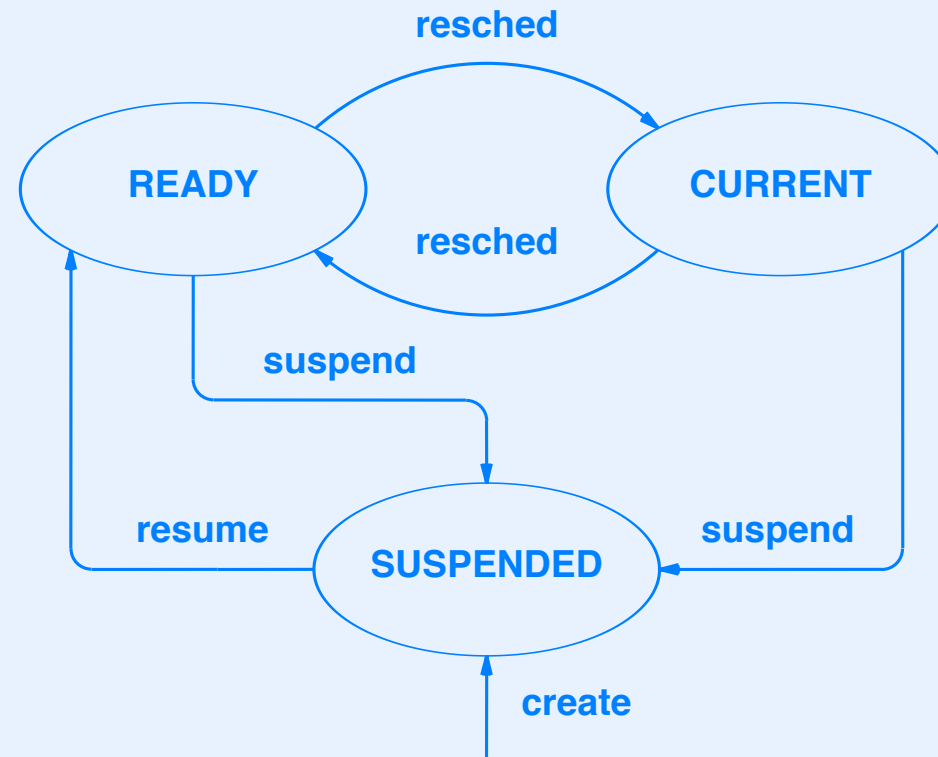 resched
READY
CURRENT
resched
suspend
resume
suspend
SUSPENDED
create